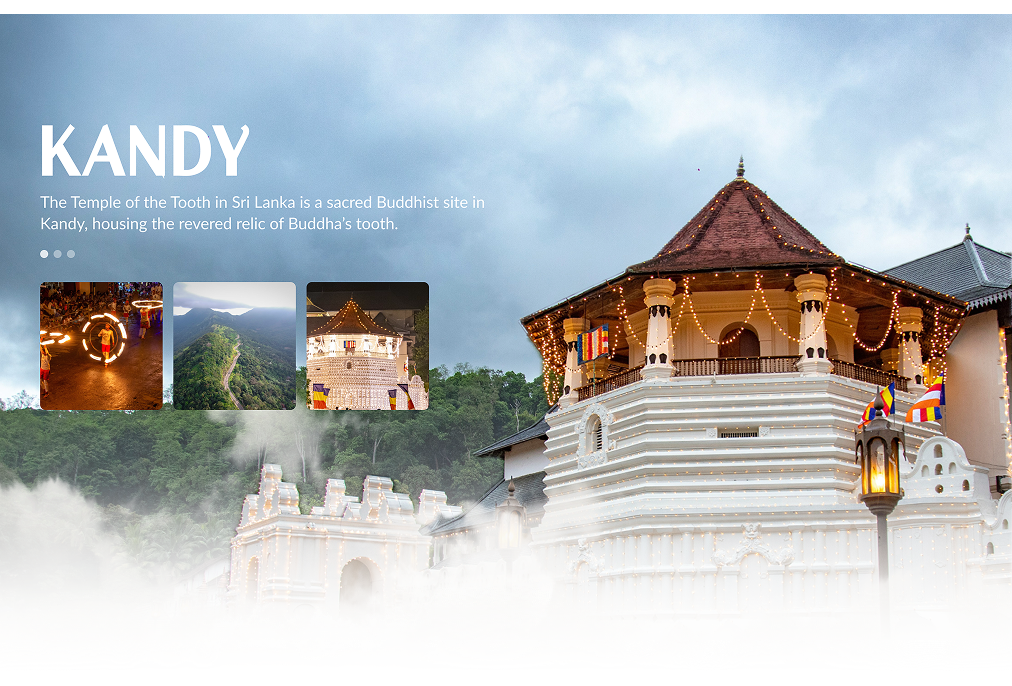 KANDY
The Temple of the Tooth in Sri Lanka is a sacred Buddhist site in
Kandy, housing the revered relic of Buddha’s tooth.